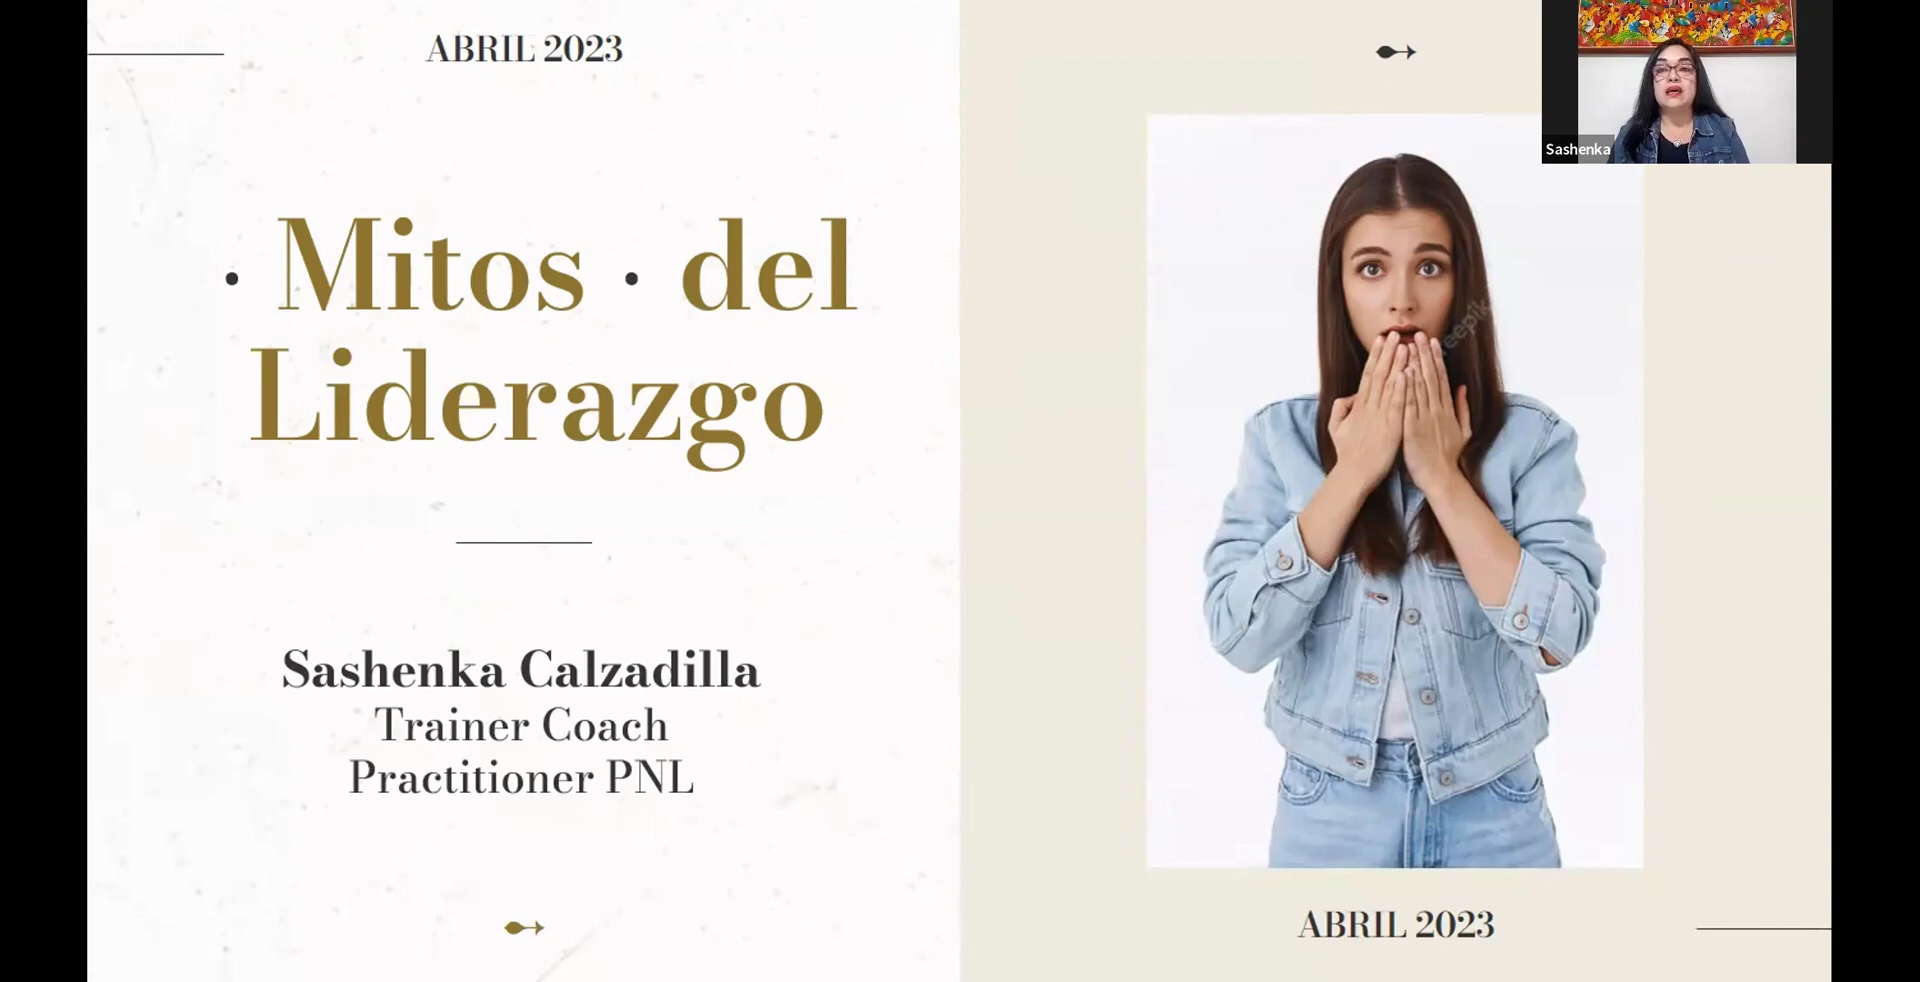 ABRIL 2023
· Mitos · del
Liderazgo
Sashenka Calzadilla
Trainer Coach
Practitioner PNL
Sashenka
ABRIL 2023